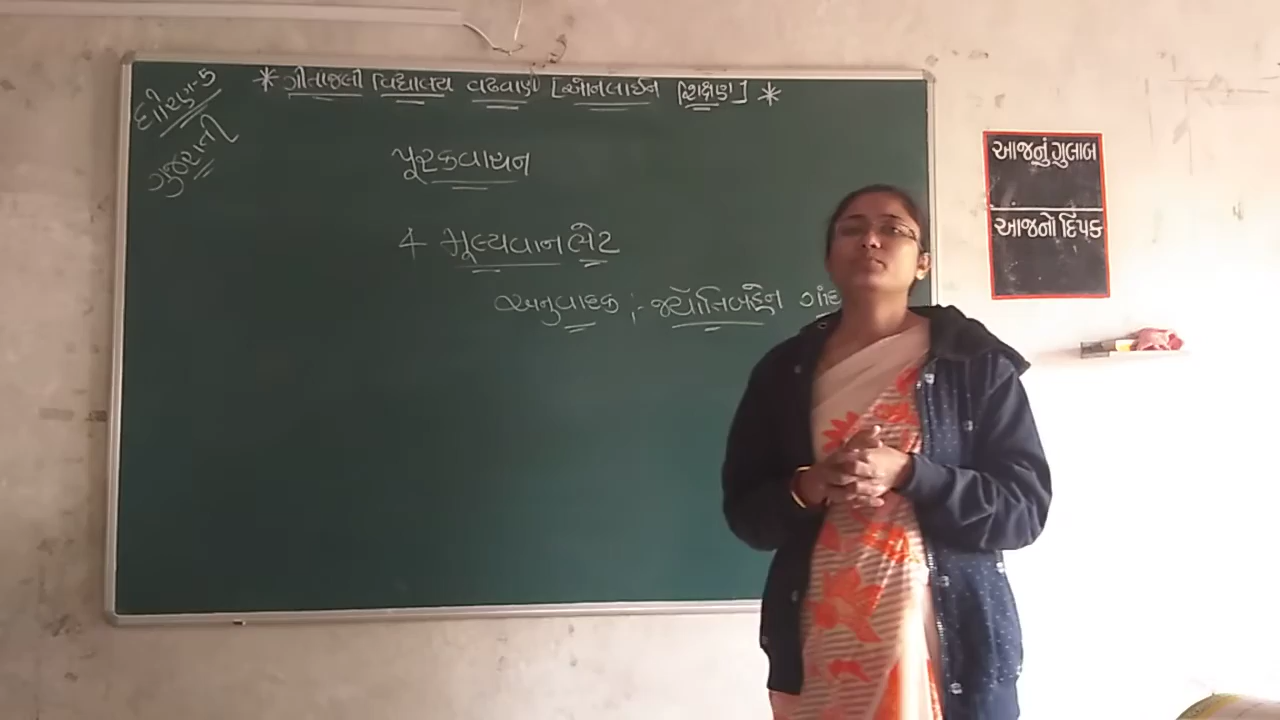 ધોરણ-5
ગુજરાતી
* ગીતાંજલી વિદ્યાલય વઢવાણ [ઓનલાઈન શિક્ષણ] *
પૂરકવાચન
4 મૂલ્યવાન ભેટ
અનુવાદક :- જ્યોતિબહેન
આજનું ગુલાબ
આજનો દિપક